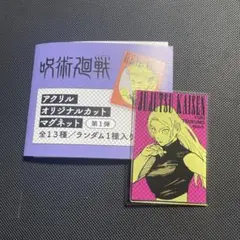 呪術廻戦
アクリル
オリジナルカット
マグネット 第1弾
全13種/ランダム1種入り
JUJUTSU KAISEN